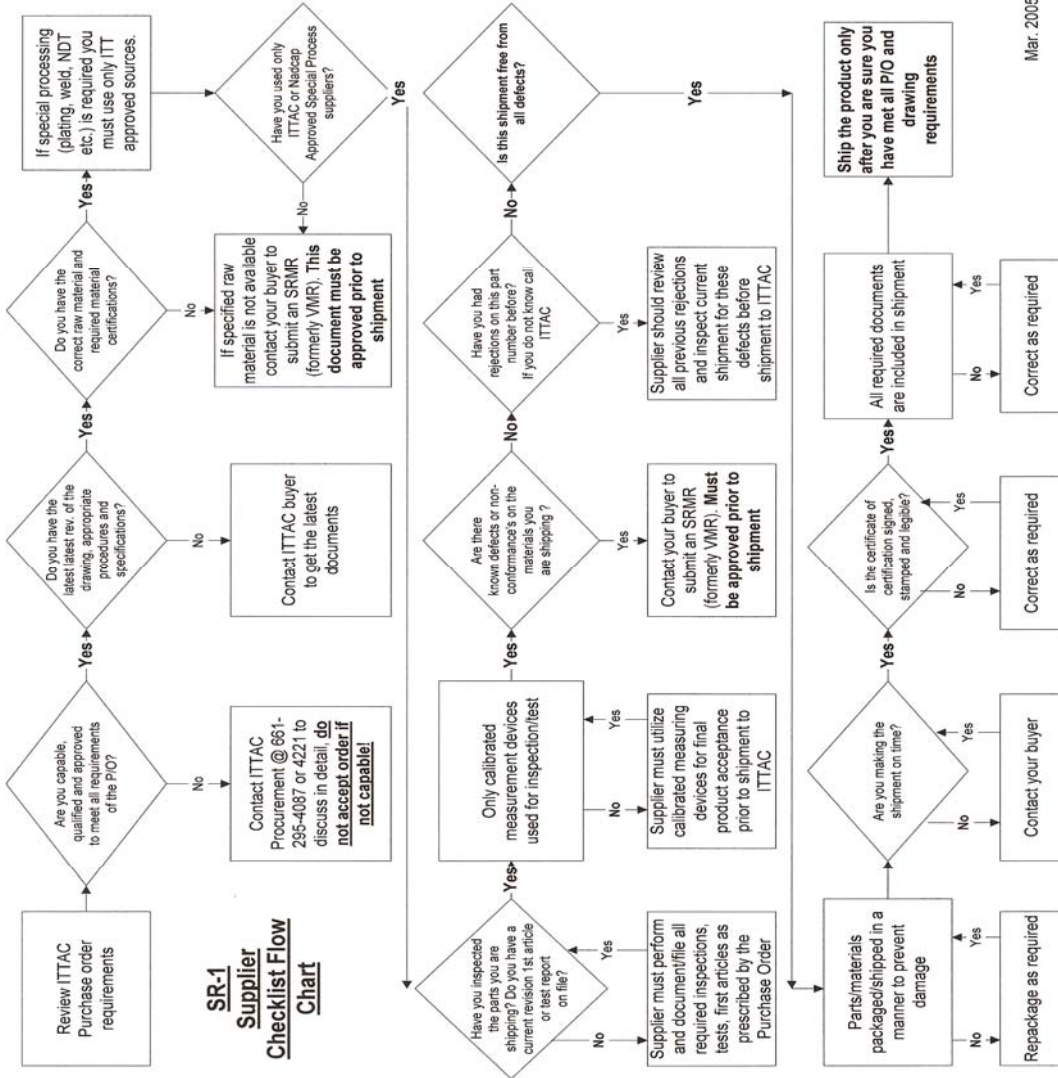 SR-1
Supplier
Checklist Flow
Chart
Review ITTAC
Purchase order
requirements
Are you capable,
qualified and approved
to meet all requirements
of the P/O?
Yes
No
Contact ITTAC
Procurement @ 661-
295-4087 or 4221 to
discuss in detail, do
not accept order if
not capable!
Do you have the
latest latest rev. of the
drawing, appropriate
procedures and
specifications?
Yes
No
Contact ITTAC buyer
to get the latest
documents
Do you have the
correct raw material and
required material
certifications?
Yes
No
If specified raw
material is not available
contact your buyer to
submit an SRMR
(formerly VMR). This
document must be
approved prior to
shipment
If special processing
(plating, weld, NDT
etc.) is required you
must use only ITT
approved sources.
Have you used only
ITTAC or Nadcap
Approved Special Process
suppliers?
No
Yes
Have you inspected
the parts you are
shipping? Do you have a
current revision 1st article
or test report
on file?
Yes
No
Yes
Supplier must perform
and document/file all
required inspections,
tests, first articles as
prescribed by the
Purchase Order
Only calibrated
measurement devices
used for inspection/test
Yes
No
Yes
Supplier must utilize
calibrated measuring
devices for final
product acceptance
prior to shipment to
ITTAC
Are there
known defects or non-
conformance's on the
materials you
are shipping ?
No
Yes
Contact your buyer to
submit an SRMR
(formerly VMR). Must
be approved prior to
shipment
Have you had
rejections on this part
number before?
If you do not know call
ITTAC
No
Yes
Supplier should review
all previous rejections
and inspect current
shipment for these
defects before
shipment to ITTAC
Is this shipment free from
all defects?
Yes
Parts/materials
packaged/shipped in a
manner to prevent
damage
No
Yes
Repackage as required
Are you making the
shipment on time?
Yes
No
Yes
Contact your buyer
Is the certificate of
certification signed,
stamped and legible?
Yes
No
Yes
Correct as required
All required documents
are included in shipment
No
Yes
Correct as required
Ship the product only
after you are sure you
have met all P/O and
drawing
requirements
Mar. 2005